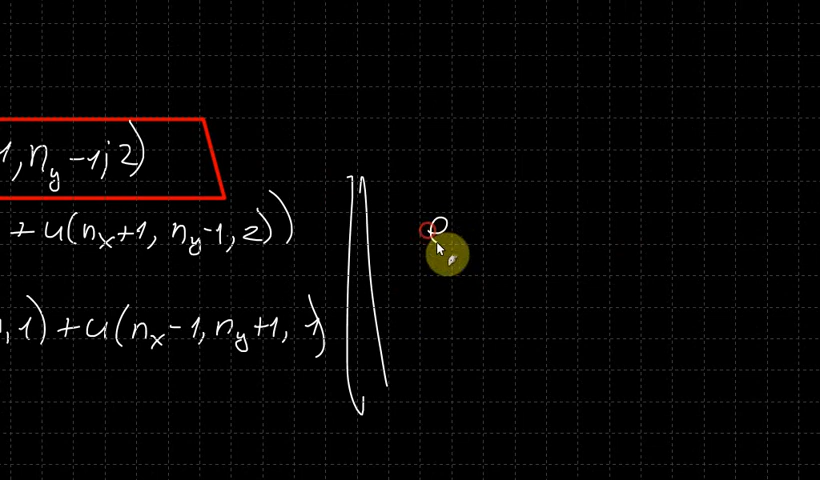 1, n_y -1; 2)
+ u(n_x+1, n_y-1, 2))
, 1) + u(n_x-1, n_y+1, 1)
e